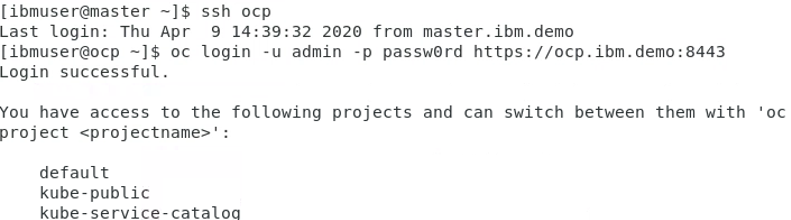 [ibmuser@master ~]$ ssh ocp
Last login: Thu Apr  9 14:39:32 2020 from master.ibm.demo
[ibmuser@ocp ~]$ oc login -u admin -p passw0rd https://ocp.ibm.demo:8443
Login successful.

You have access to the following projects and can switch between them with 'oc
project <projectname>':

    default
    kube-public
    kube-service-catalog